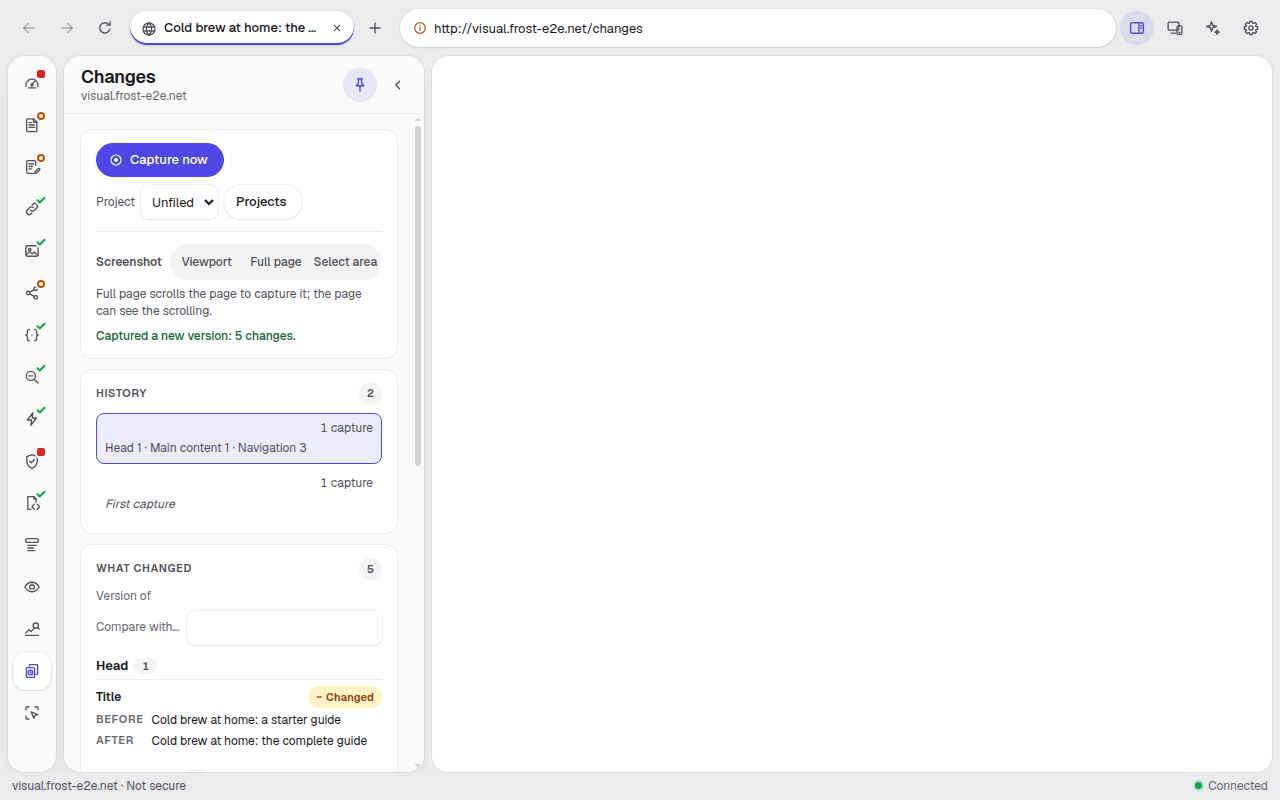 Cold brew at home: the ...
http://visual.frost-e2e.net/changes
Changes
visual.frost-e2e.net
Capture now
Project
Unfiled
Projects
Screenshot
Viewport
Full page
Select area
Full page scrolls the page to capture it; the page
can see the scrolling.
Captured a new version: 5 changes.
HISTORY
2
1 capture
Head 1 · Main content 1 · Navigation 3
1 capture
First capture
WHAT CHANGED
5
Version of
Compare with...
Head
1
Title
~ Changed
BEFORE
Cold brew at home: a starter guide
AFTER
Cold brew at home: the complete guide
visual.frost-e2e.net · Not secure
Connected